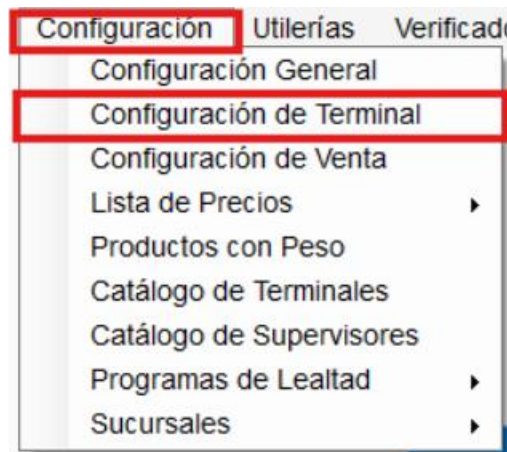 Configuración Utilerías Verificado
Configuración General
Configuración de Terminal
Configuración de Venta
Lista de Precios
Productos con Peso
Catálogo de Terminales
Catálogo de Supervisores
Programas de Lealtad
Sucursales